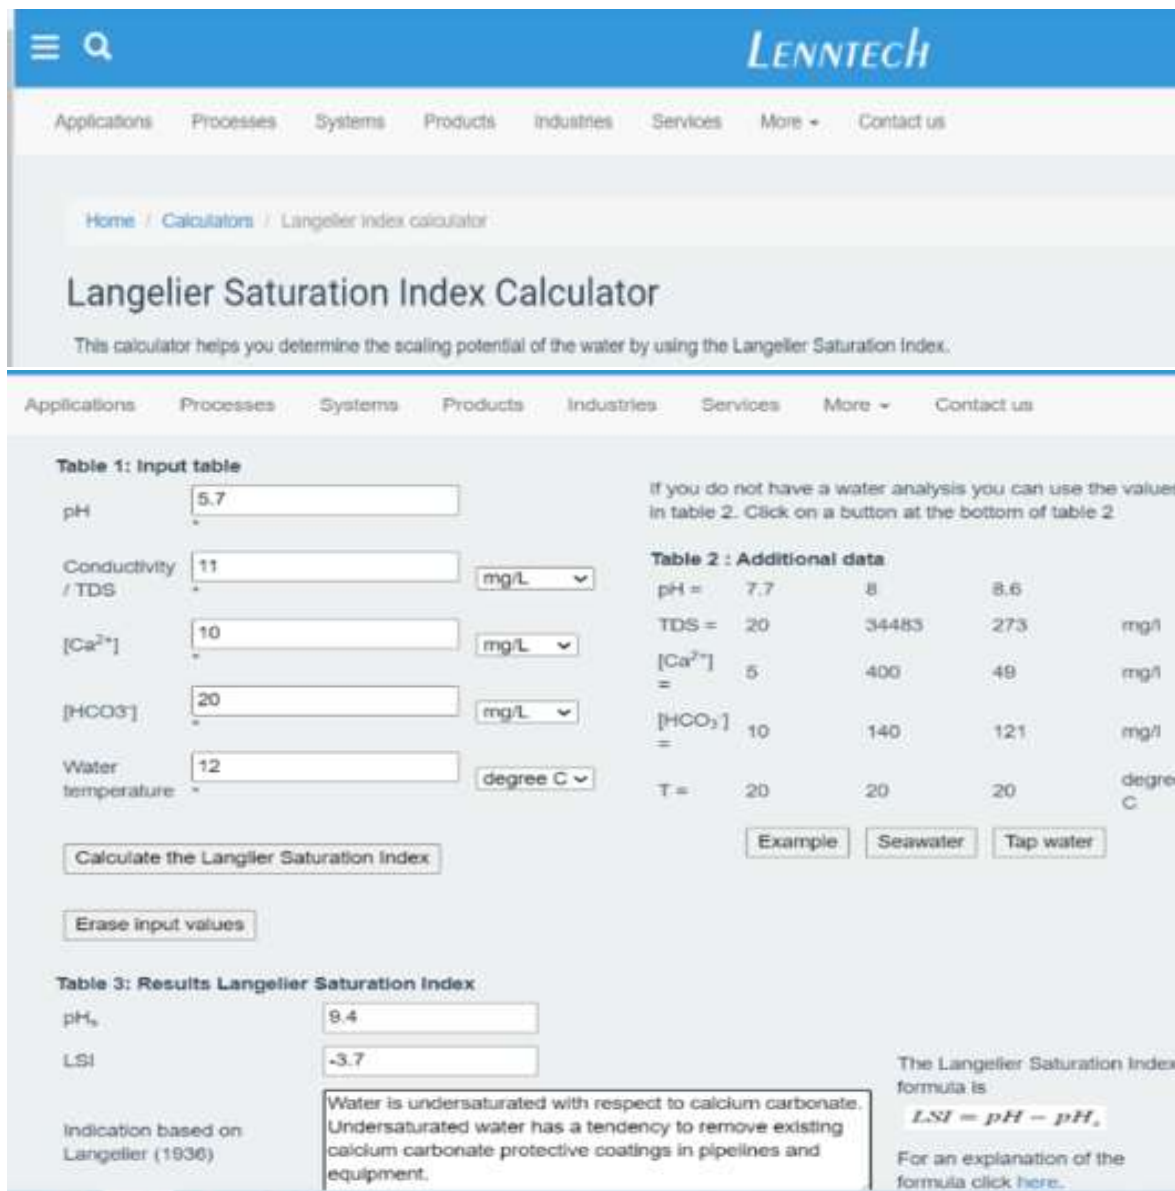 LENNTECH
Applications Processes Systems Products Industries Services More Contact us
Home / Calculators / Langelier index calculator
Langelier Saturation Index Calculator
This calculator helps you determine the scaling potential of the water by using the Langelier Saturation Index.
Applications Processes Systems Products Industries Services More Contact us
Table 1: Input table
pH 5.7
*
Conductivity / TDS 11 mg/L
*
[Ca2+] 10 mg/L
*
[HCO3-] 20 mg/L
*
Water temperature 12 degree C
*
Calculate the Langlier Saturation Index
Erase input values
If you do not have a water analysis you can use the values
in table 2. Click on a button at the bottom of table 2
Table 2 : Additional data
pH = 7.7 8 8.6
TDS = 20 34483 273 mg/l
[Ca2+] = 5 400 49 mg/l
[HCO3-] = 10 140 121 mg/l
T = 20 20 20 degree C
Example Seawater Tap water
Table 3: Results Langelier Saturation Index
pHs 9.4
LSI -3.7
Indication based on
Langelier (1936)
Water is undersaturated with respect to calcium carbonate.
Undersaturated water has a tendency to remove existing
calcium carbonate protective coatings in pipelines and
equipment.
The Langelier Saturation Index
formula is
LSI = pH − pHs
For an explanation of the
formula click here.